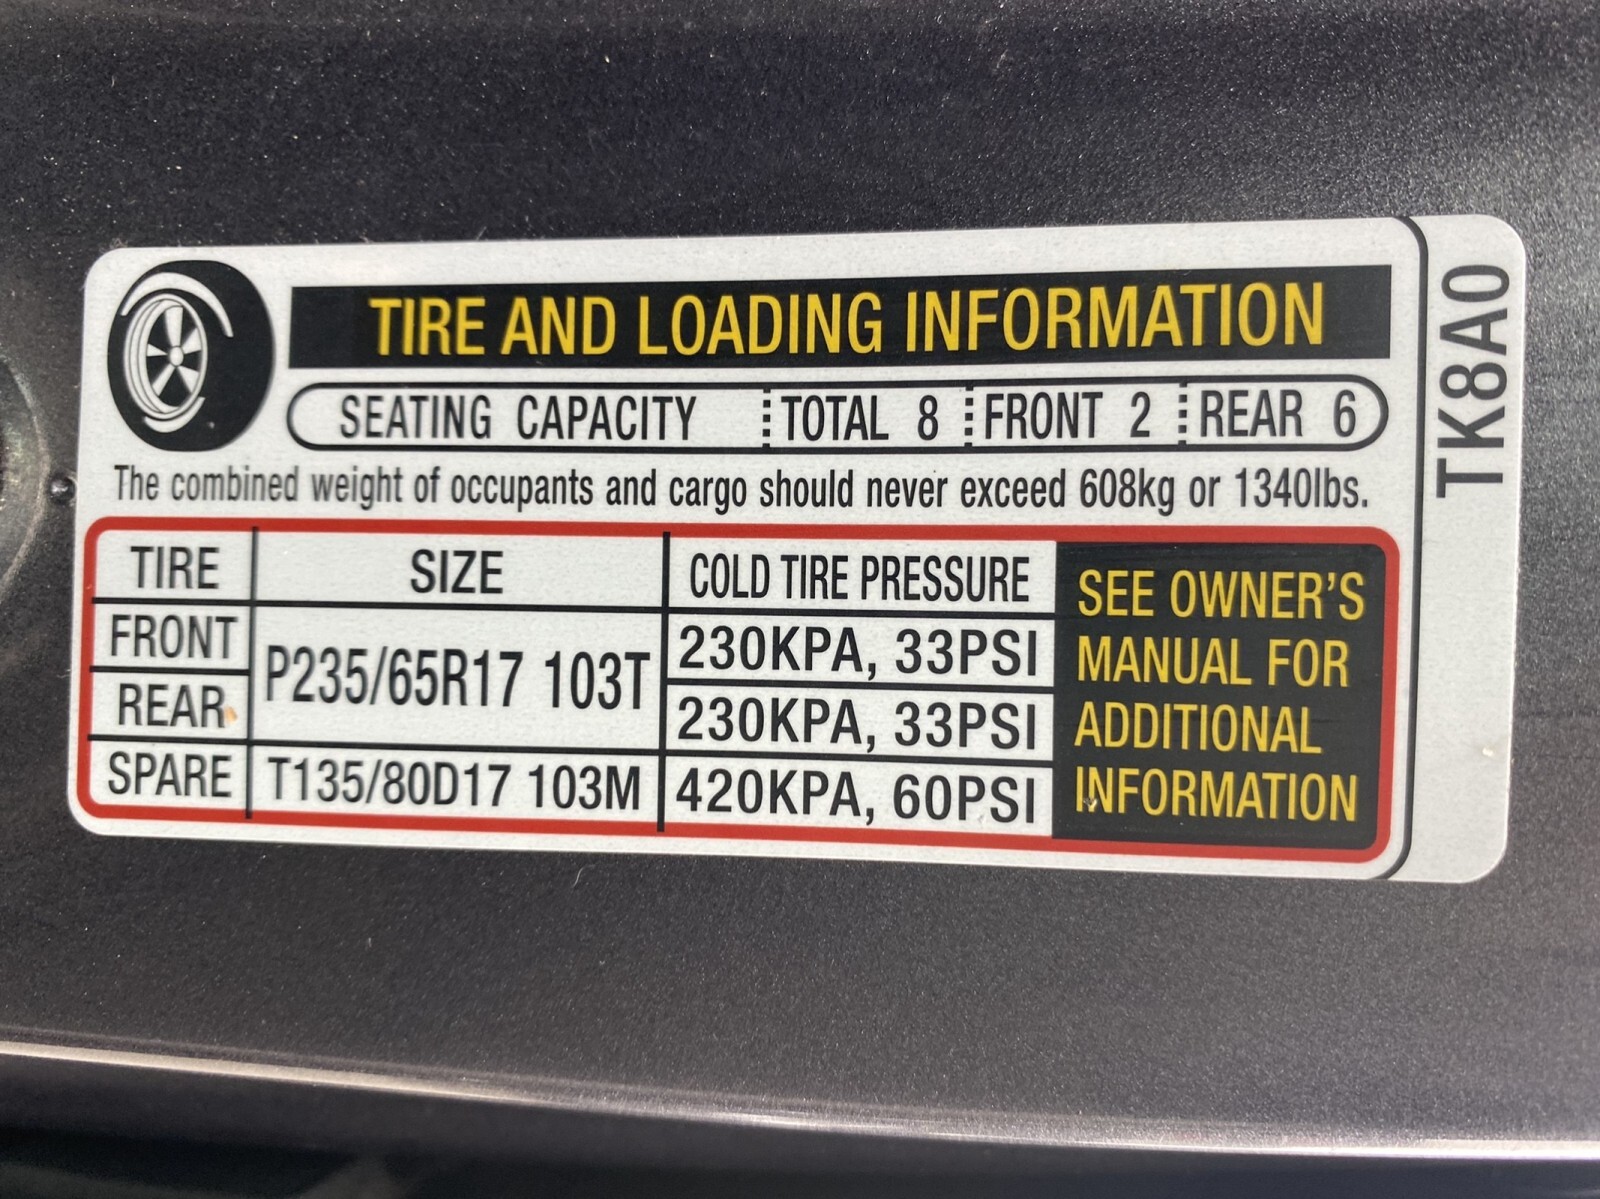 TIRE AND LOADING INFORMATION
SEATING CAPACITY TOTAL 8 FRONT 2 REAR 6
The combined weight of occupants and cargo should never exceed 608kg or 1340lbs.
TIRE SIZE COLD TIRE PRESSURE
FRONT P235/65R17 103T 230KPA, 33PSI
REAR 230KPA, 33PSI
SPARE T135/80D17 103M 420KPA, 60PSI
SEE OWNER'S
MANUAL FOR
ADDITIONAL
INFORMATION
TK8A0